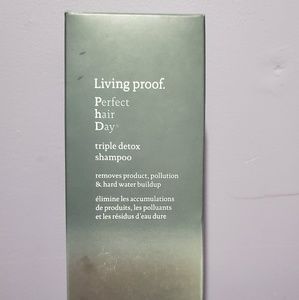 Living proof.
Perfect
hair
Day
triple detox
shampoo
removes product, pollution
& hard water buildup
élimine les accumulations
de produits, les polluants
et les résidus d'eau dure